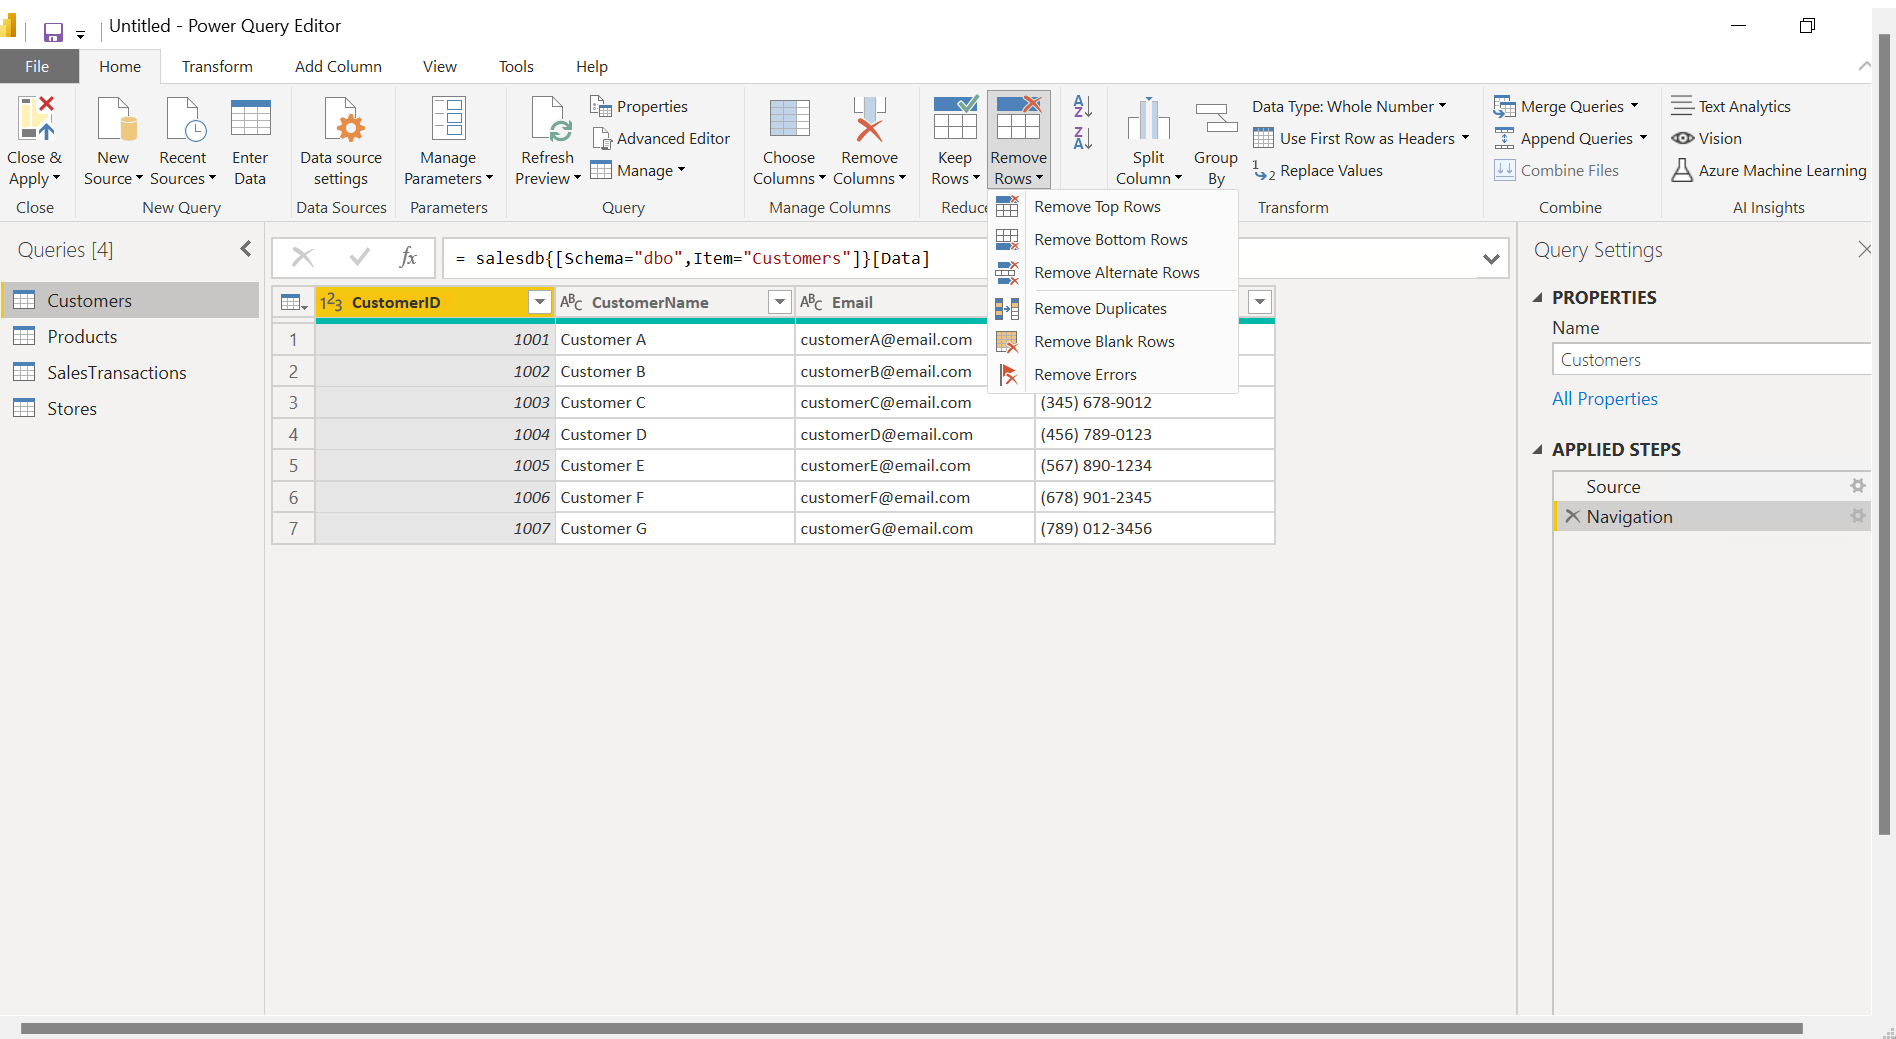 Untitled - Power Query Editor
File Home Transform Add Column View Tools Help
Close & Apply
New Source
Recent Sources
Enter Data
Data source settings
Manage Parameters
Refresh Preview
Properties
Advanced Editor
Manage
Choose Columns
Remove Columns
Keep Rows
Remove Rows
A Z
Z A
Split Column
Group By
Data Type: Whole Number
Use First Row as Headers
1 2 Replace Values
Merge Queries
Append Queries
Combine Files
Text Analytics
Vision
Azure Machine Learning
Close New Query Data Sources Parameters Query Manage Columns Reduc Transform Combine AI Insights
Remove Top Rows
Remove Bottom Rows
Remove Alternate Rows
Remove Duplicates
Remove Blank Rows
Remove Errors
Queries [4]
Customers
Products
SalesTransactions
Stores
fx = salesdb{[Schema="dbo",Item="Customers"]}[Data]
123 CustomerID ABC CustomerName ABC Email
1 1001 Customer A customerA@email.com
2 1002 Customer B customerB@email.com
3 1003 Customer C customerC@email.com (345) 678-9012
4 1004 Customer D customerD@email.com (456) 789-0123
5 1005 Customer E customerE@email.com (567) 890-1234
6 1006 Customer F customerF@email.com (678) 901-2345
7 1007 Customer G customerG@email.com (789) 012-3456
Query Settings
PROPERTIES
Name
Customers
All Properties
APPLIED STEPS
Source
Navigation